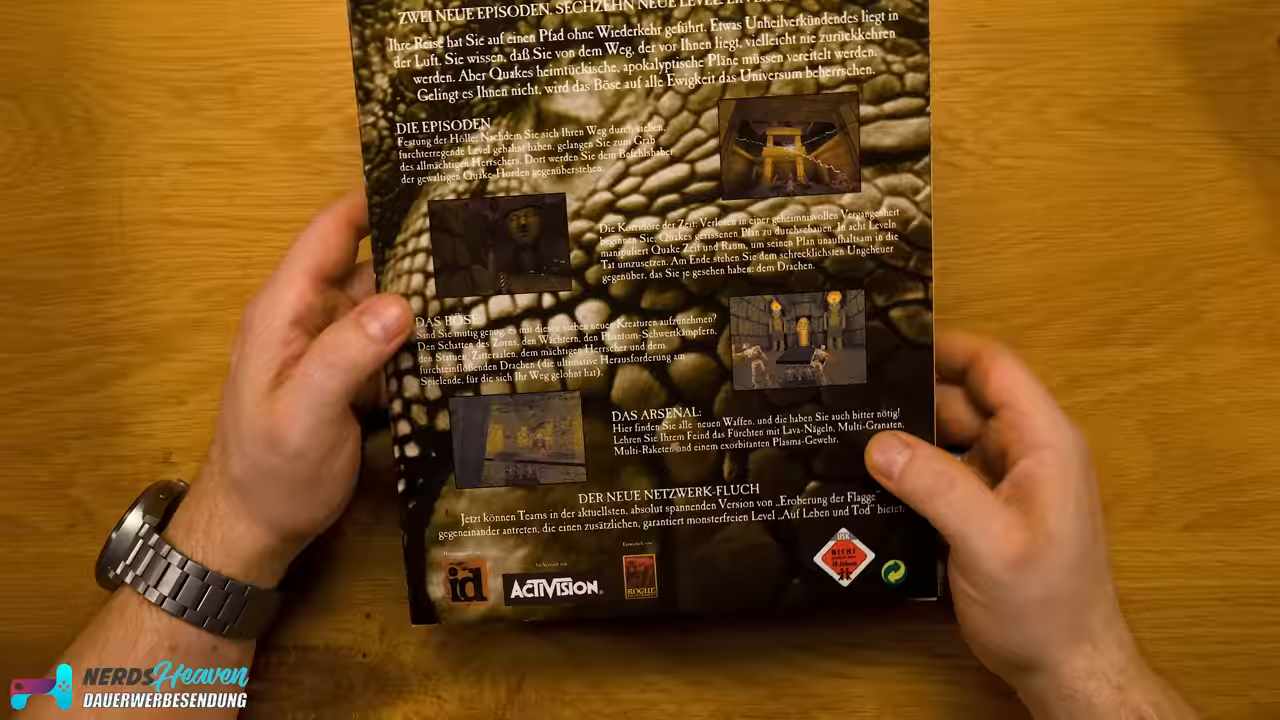 ZWEI NEUE EPISODEN. SECHZEHN NEUE LEVEL.
Ihre Reise hat Sie auf einen Pfad ohne Wiederkehr geführt. Etwas Unheilverkündendes liegt in
der Luft. Sie wissen, daß Sie von dem Weg, der vor Ihnen liegt, vielleicht nie zurückkehren
werden. Aber Quakes heimtückische, apokalyptische Pläne müssen vereitelt werden.
Gelingt es Ihnen nicht, wird das Böse auf alle Ewigkeit das Universum beherrschen.
DIE EPISODEN
Festung der Hölle: Nachdem Sie sich Ihren Weg durch sieben,
furchterregende Level gebahnt haben, gelangen Sie zum Grab
des allmächtigen Herrschers. Dort werden Sie dem Befehlshaber
der gewaltigen Quake-Horden gegenüberstehen.
Die Korridore der Zeit: Verloren in einer geheimnisvollen Vergangenheit
beginnen Sie, Quakes gerissenen Plan zu durchschauen. In acht Leveln
manipuliert Quake Zeit und Raum, um seinen Plan unaufhaltsam in die
Tat umzusetzen. Am Ende stehen Sie dem schrecklichsten Ungeheuer
gegenüber, das Sie je gesehen haben: dem Drachen.
DAS BÖSE
Sind Sie mutig genug, es mit diesen sieben neuen Kreaturen aufzunehmen?
Den Schatten des Zorns, den Wächtern, den Phantom-Schwertkämpfern,
den Statuen, Zitteraalen, dem mächtigen Herrscher und dem
furchteinflößenden Drachen (die ultimative Herausforderung am
Spielende, für die sich Ihr Weg gelohnt hat).
DAS ARSENAL:
Hier finden Sie alle neuen Waffen, und die haben Sie auch bitter nötig!
Lehren Sie Ihrem Feind das Fürchten mit Lava-Nägeln, Multi-Granaten,
Multi-Raketen und einem exorbitanten Plasma-Gewehr.
DER NEUE NETZWERK-FLUCH
Jetzt können Teams in der aktuellsten, absolut spannenden Version von „Eroberung der Flagge"
gegeneinander antreten, die einen zusätzlichen, garantiert monsterfreien Level „Auf Leben und Tod" bietet.
id
ACTIVISION®
ROGUE
USK
NICHT
18 Jahren
NERDSHeaven
DAUERWERBESENDUNG